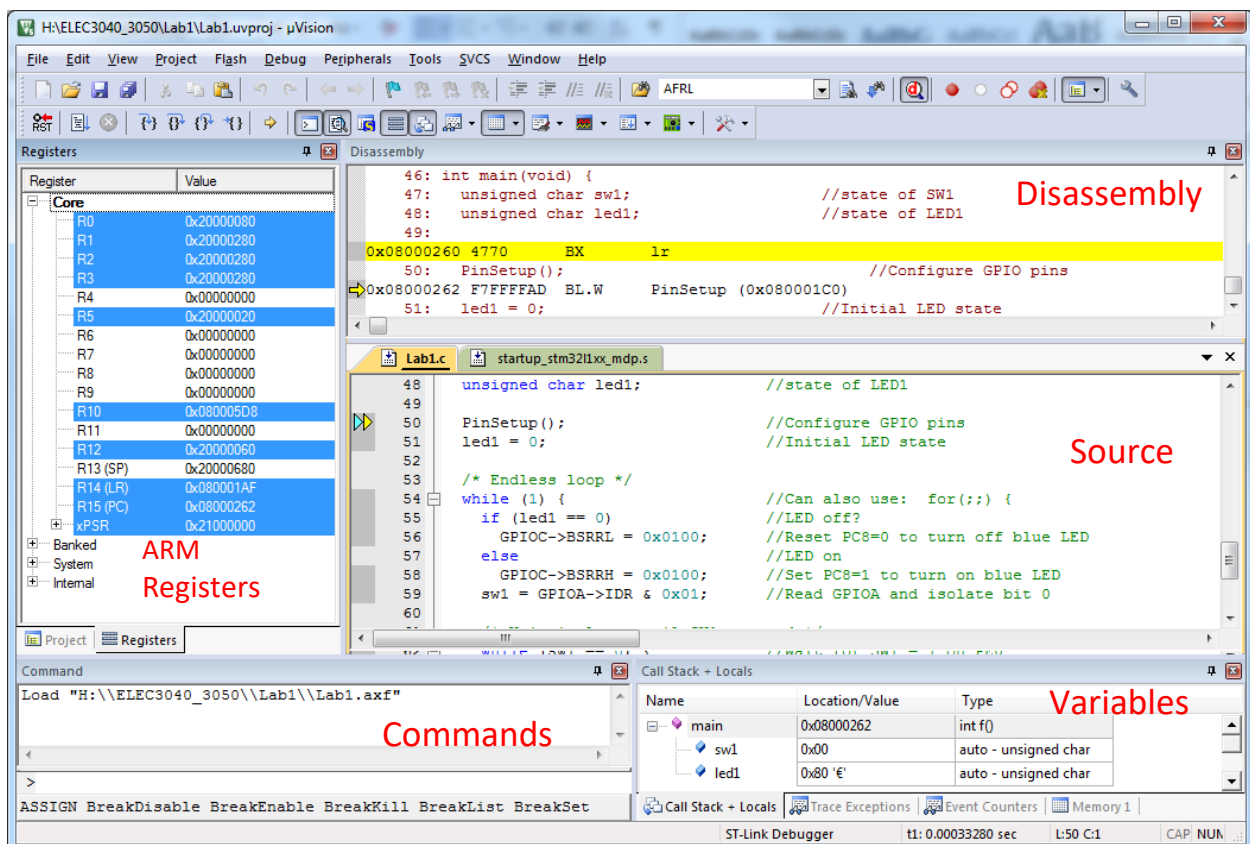 H:\ELEC3040_3050\Lab1\Lab1.uvproj - µVision
File Edit View Project Flash Debug Peripherals Tools SVCS Window Help
AFRL
RST
Registers
Register Value
Core
R0 0x20000080
R1 0x20000280
R2 0x20000280
R3 0x20000280
R4 0x00000000
R5 0x20000020
R6 0x00000000
R7 0x00000000
R8 0x00000000
R9 0x00000000
R10 0x080005D8
R11 0x00000000
R12 0x20000060
R13 (SP) 0x20000680
R14 (LR) 0x080001AF
R15 (PC) 0x08000262
xPSR 0x21000000
Banked
System
Internal
ARM
Registers
Project Registers
Disassembly
46: int main(void) {
47: unsigned char sw1; //state of SW1
48: unsigned char led1; //state of LED1
49:
0x08000260 4770 BX lr
50: PinSetup(); //Configure GPIO pins
0x08000262 F7FFFFAD BL.W PinSetup (0x080001C0)
51: led1 = 0; //Initial LED state
Disassembly
Lab1.c startup_stm32l1xx_mdp.s
48 unsigned char led1; //state of LED1
49
50 PinSetup(); //Configure GPIO pins
51 led1 = 0; //Initial LED state
52
53 /* Endless loop */
54 while (1) { //Can also use: for(;;) {
55 if (led1 == 0) //LED off?
56 GPIOC->BSRRL = 0x0100; //Reset PC8=0 to turn off blue LED
57 else //LED on
58 GPIOC->BSRRH = 0x0100; //Set PC8=1 to turn on blue LED
59 sw1 = GPIOA->IDR & 0x01; //Read GPIOA and isolate bit 0
60
Source
Command
Load "H:\\ELEC3040_3050\\Lab1\\Lab1.axf"
Commands
>
ASSIGN BreakDisable BreakEnable BreakKill BreakList BreakSet
Call Stack + Locals
Name Location/Value Type
main 0x08000262 int f()
sw1 0x00 auto - unsigned char
led1 0x80 '€' auto - unsigned char
Variables
Call Stack + Locals Trace Exceptions Event Counters Memory 1
ST-Link Debugger t1: 0.00033280 sec L:50 C:1 CAP NUM